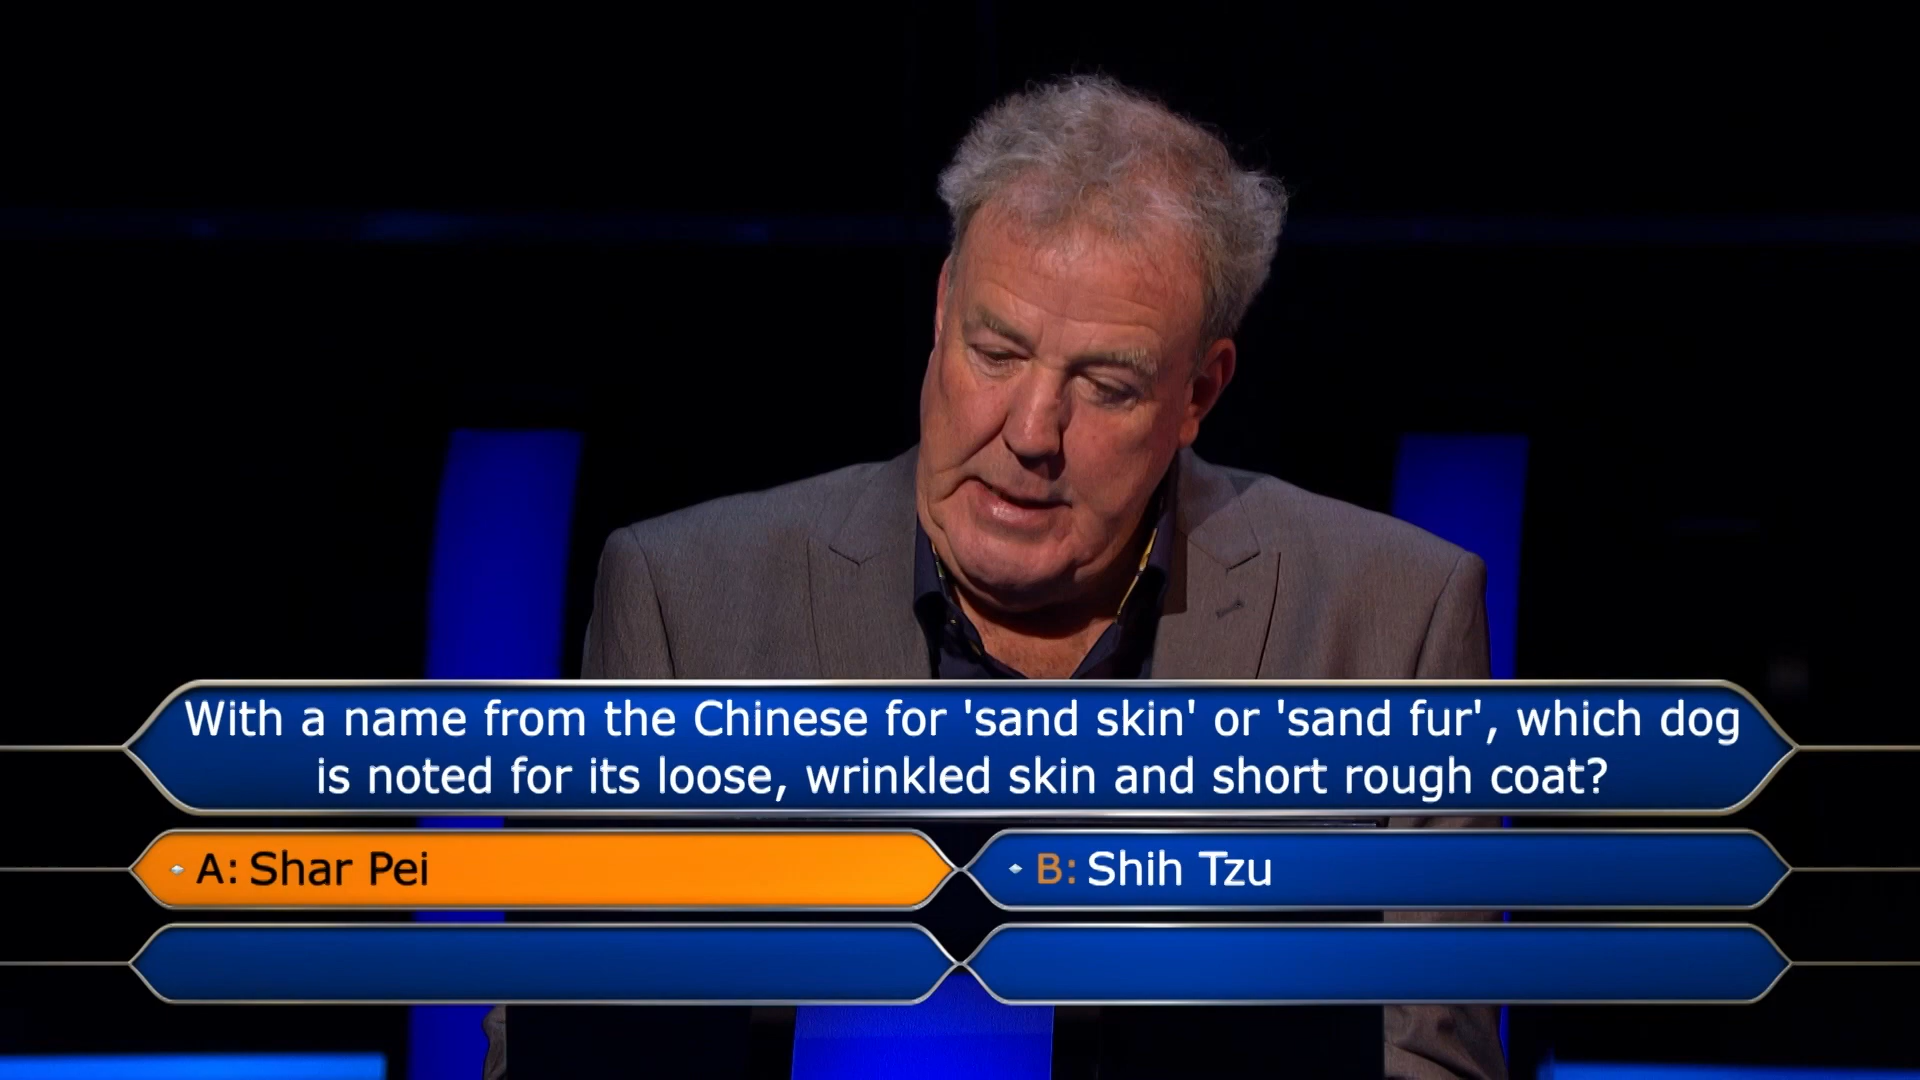 With a name from the Chinese for 'sand skin' or 'sand fur', which dog
is noted for its loose, wrinkled skin and short rough coat?
A: Shar Pei
B: Shih Tzu